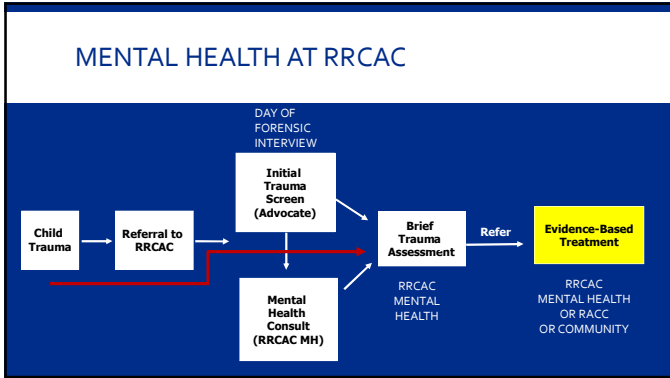 MENTAL HEALTH AT RRCAC
DAY OF
FORENSIC
INTERVIEW
Initial
Trauma
Screen
(Advocate)
Child
Trauma
Referral to
RRCAC
Brief
Trauma
Assessment
Refer
Evidence-Based
Treatment
Mental
Health
Consult
(RRCAC MH)
RRCAC
MENTAL
HEALTH
RRCAC
MENTAL HEALTH
OR RACC
OR COMMUNITY